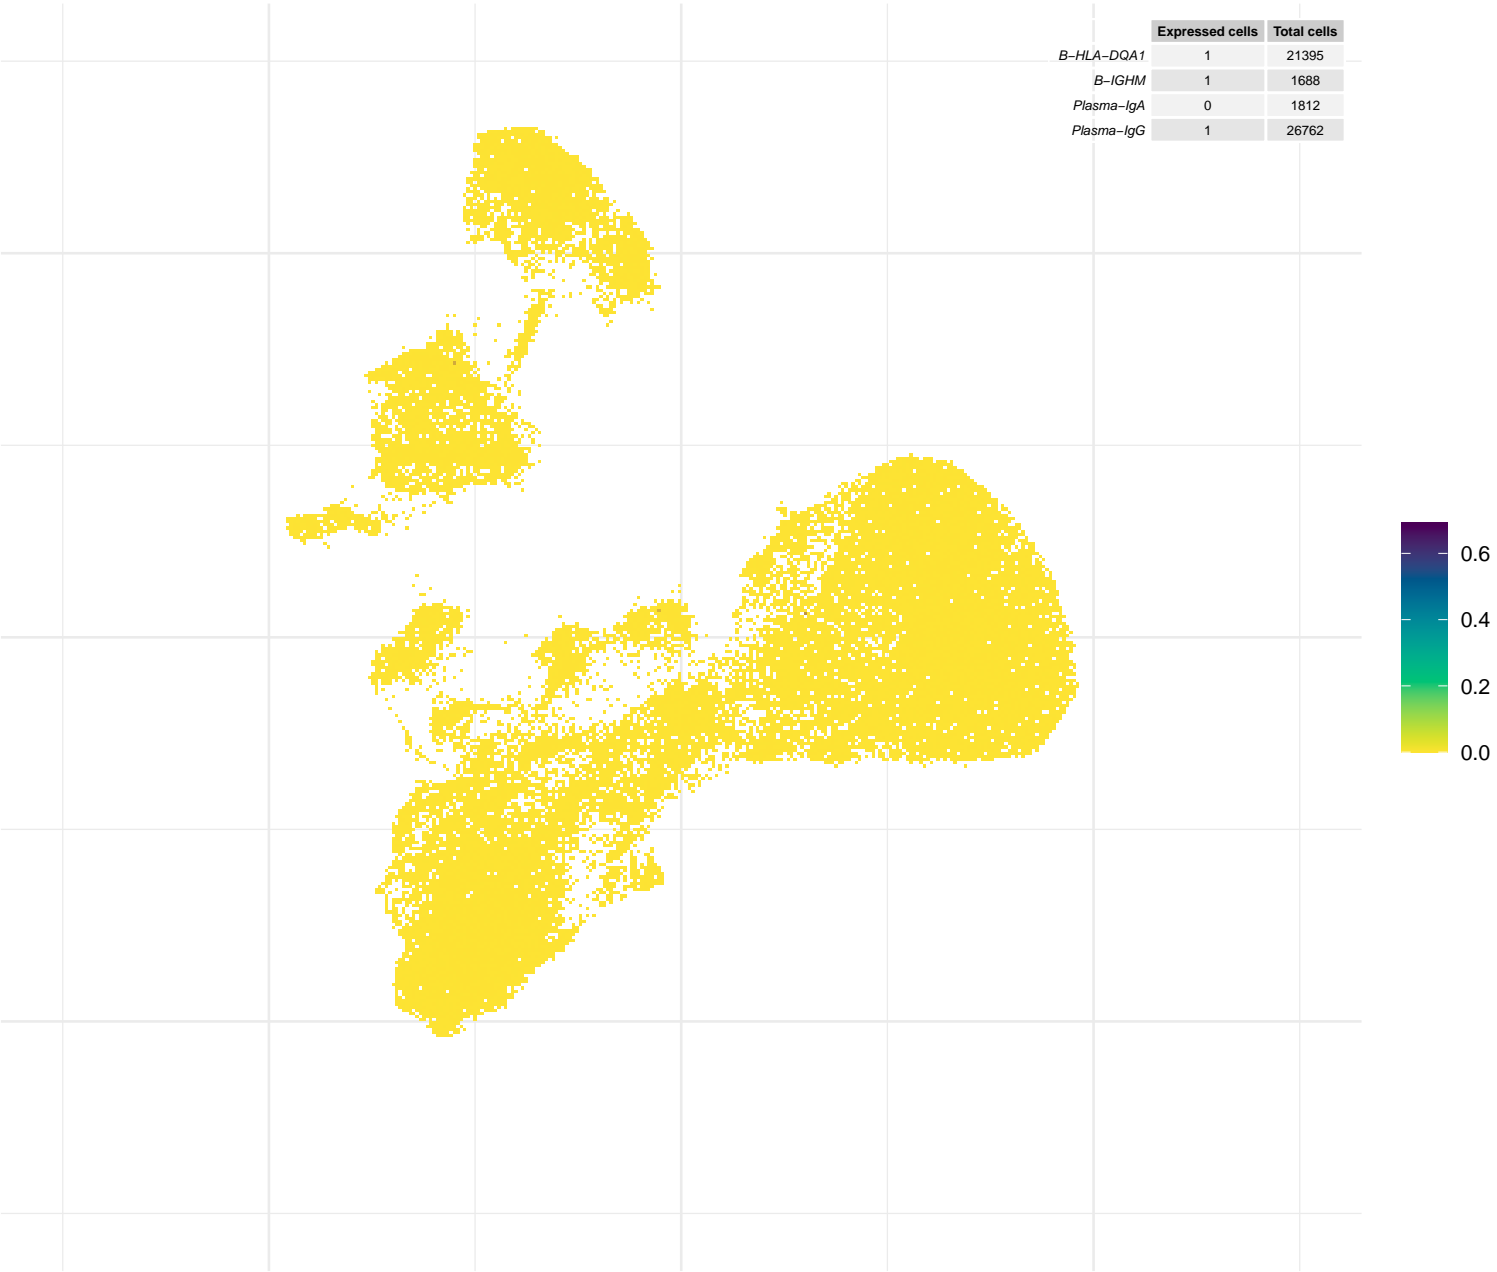 Expressed cells Total cells
B−HLA−DQA1 1 21395
B−IGHM 1 1688
Plasma−IgA 0 1812
Plasma−IgG 1 26762
0.6
0.4
0.2
0.0